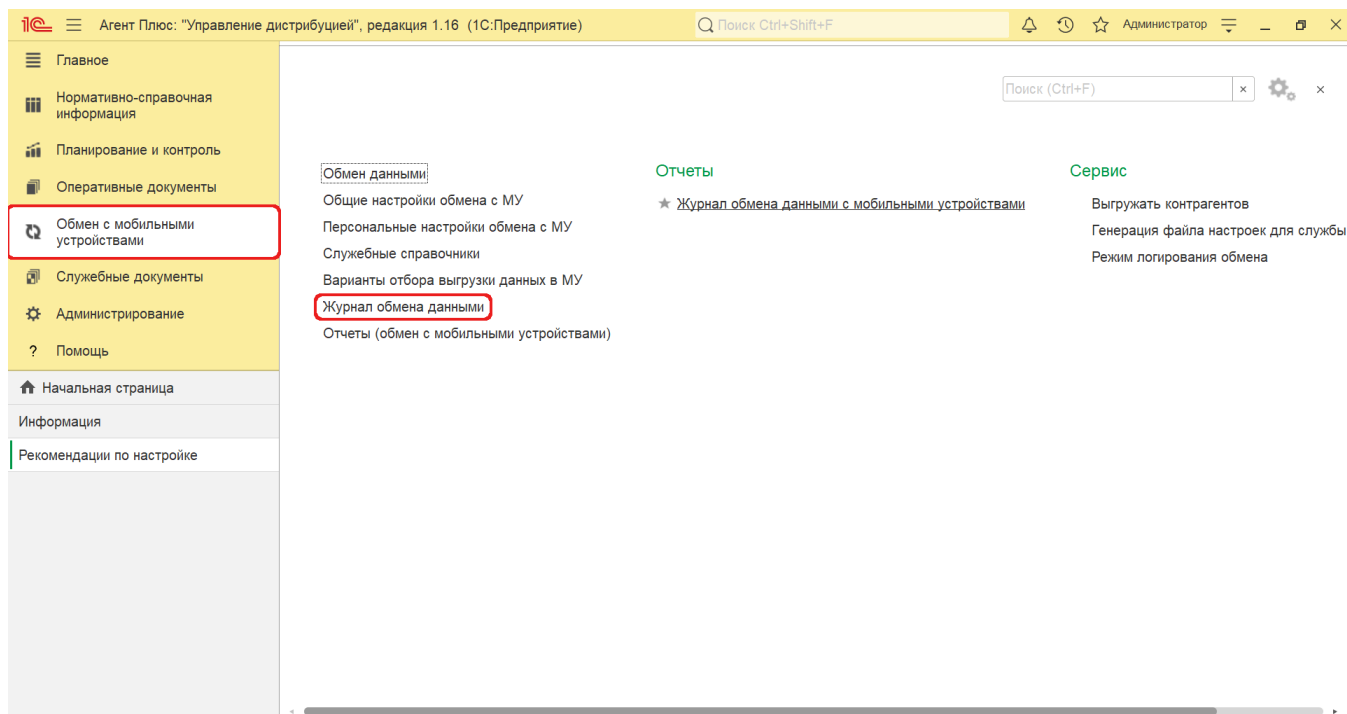 1С Агент Плюс: "Управление дистрибуцией", редакция 1.16 (1С:Предприятие) Поиск Ctrl+Shift+F Администратор
Главное
Нормативно-справочная
информация
Планирование и контроль
Оперативные документы
Обмен с мобильными
устройствами
Служебные документы
Администрирование
? Помощь
Начальная страница
Информация
Рекомендации по настройке
Поиск (Ctrl+F) × ×
Обмен данными
Общие настройки обмена с МУ
Персональные настройки обмена с МУ
Служебные справочники
Варианты отбора выгрузки данных в МУ
Журнал обмена данными
Отчеты (обмен с мобильными устройствами)
Отчеты
Журнал обмена данными с мобильными устройствами
Сервис
Выгружать контрагентов
Генерация файла настроек для службы
Режим логирования обмена